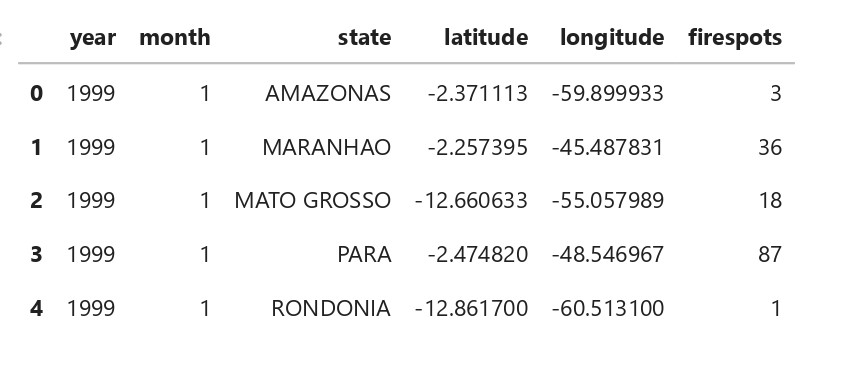 year month state latitude longitude firespots
0 1999 1 AMAZONAS -2.371113 -59.899933 3
1 1999 1 MARANHAO -2.257395 -45.487831 36
2 1999 1 MATO GROSSO -12.660633 -55.057989 18
3 1999 1 PARA -2.474820 -48.546967 87
4 1999 1 RONDONIA -12.861700 -60.513100 1